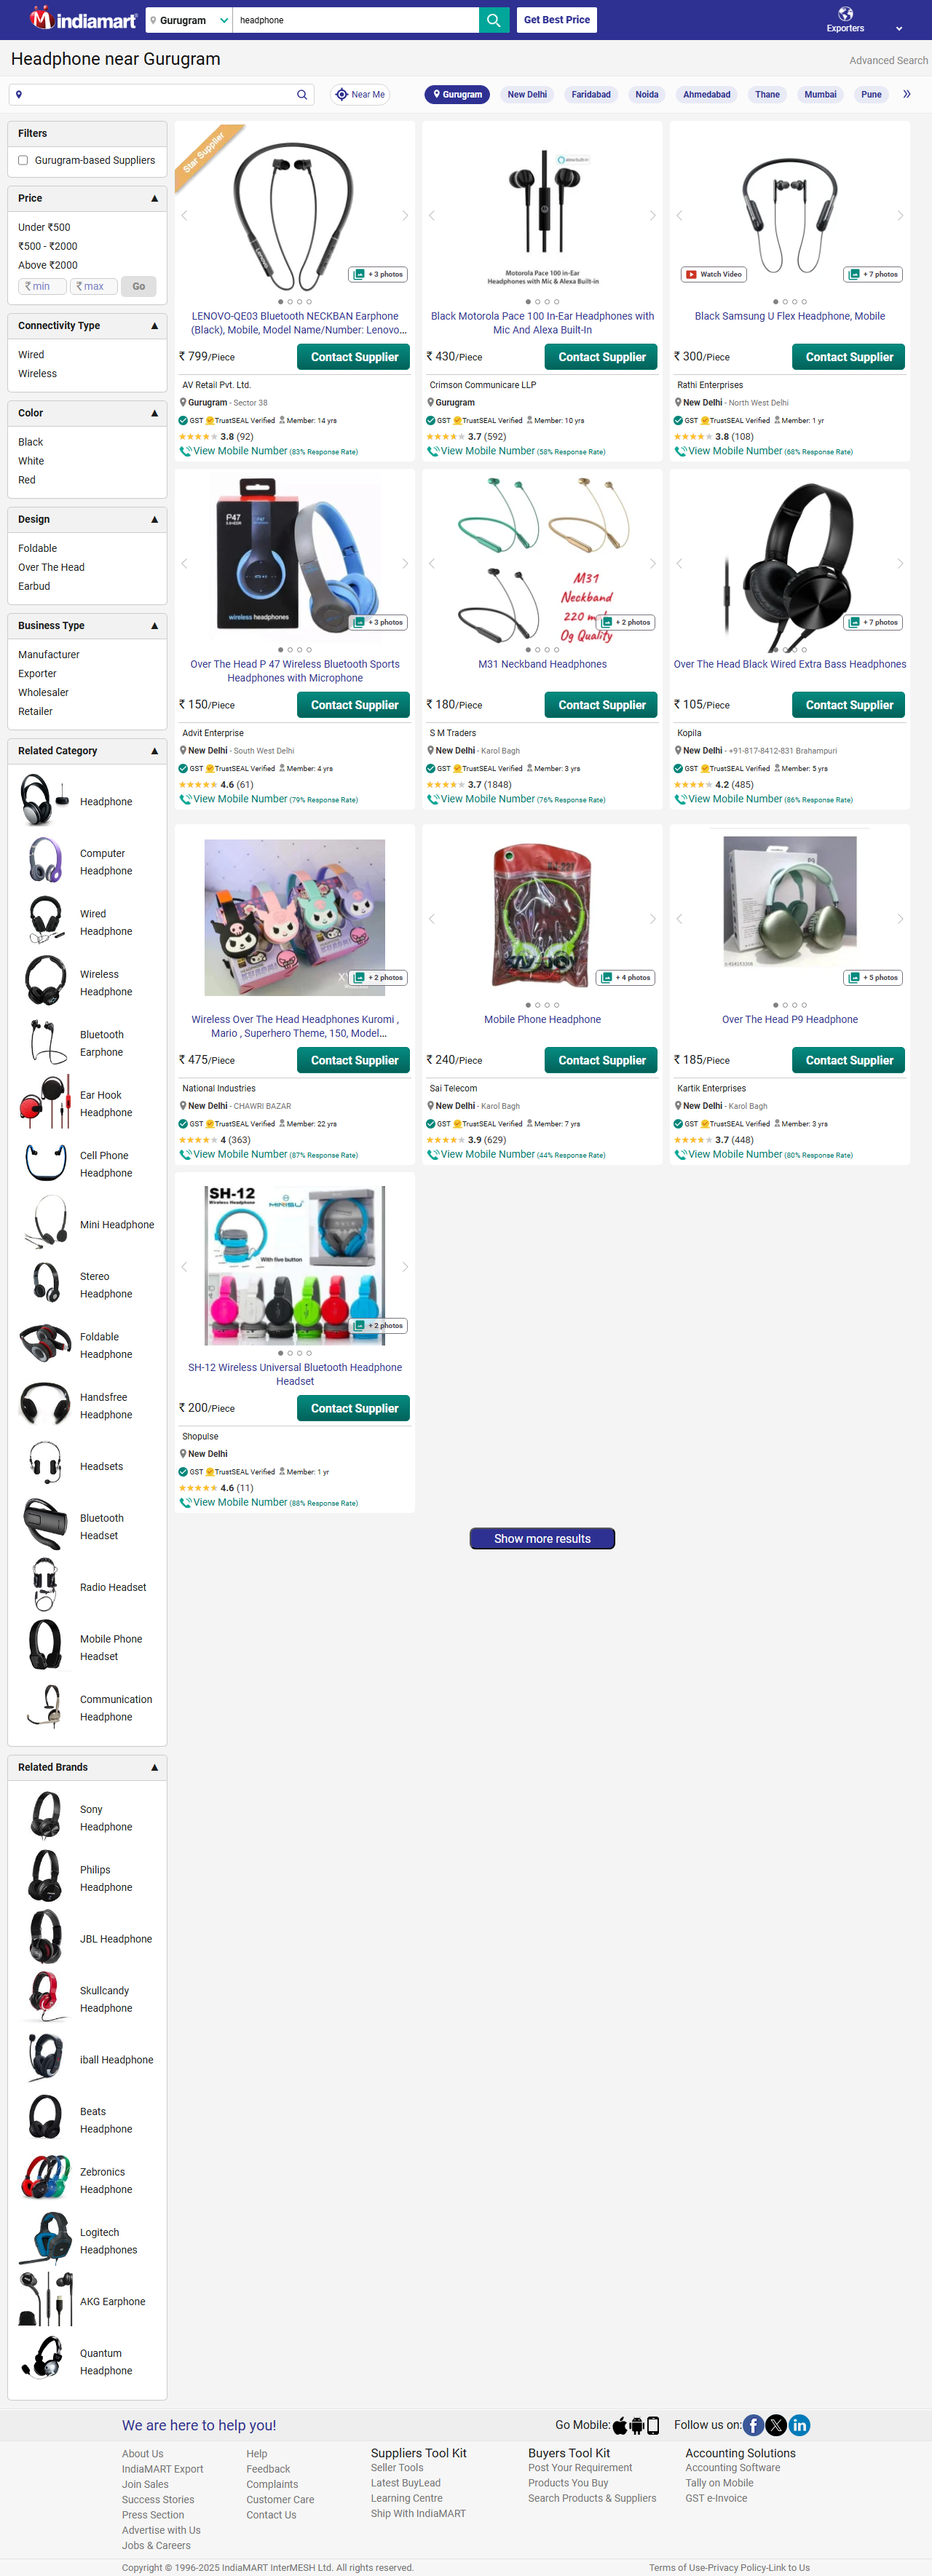 indiamart
Gurugram
headphone
Get Best Price
Exporters
Headphone near Gurugram
Advanced Search
Near Me
Gurugram
New Delhi
Faridabad
Noida
Ahmedabad
Thane
Mumbai
Pune
Filters
Gurugram-based Suppliers
Price
Under ₹500
₹500 - ₹2000
Above ₹2000
₹ min
₹ max
Go
Connectivity Type
Wired
Wireless
Color
Black
White
Red
Design
Foldable
Over The Head
Earbud
Business Type
Manufacturer
Exporter
Wholesaler
Retailer
Related Category
Headphone
Computer
Headphone
Wired
Headphone
Wireless
Headphone
Bluetooth
Earphone
Ear Hook
Headphone
Cell Phone
Headphone
Mini Headphone
Stereo
Headphone
Foldable
Headphone
Handsfree
Headphone
Headsets
Bluetooth
Headset
Radio Headset
Mobile Phone
Headset
Communication
Headphone
Related Brands
Sony
Headphone
Philips
Headphone
JBL Headphone
Skullcandy
Headphone
iball Headphone
Beats
Headphone
Zebronics
Headphone
Logitech
Headphones
AKG Earphone
Quantum
Headphone
Star Supplier
+ 3 photos
LENOVO-QE03 Bluetooth NECKBAN Earphone
(Black), Mobile, Model Name/Number: Lenovo...
₹ 799/Piece
Contact Supplier
AV Retail Pvt. Ltd.
Gurugram - Sector 38
GST TrustSEAL Verified Member: 14 yrs
3.8 (92)
View Mobile Number (83% Response Rate)
Motorola Pace 100 in-Ear
Headphones with Mic & Alexa Built-in
Black Motorola Pace 100 In-Ear Headphones with
Mic And Alexa Built-In
₹ 430/Piece
Contact Supplier
Crimson Communicare LLP
Gurugram
GST TrustSEAL Verified Member: 10 yrs
3.7 (592)
View Mobile Number (58% Response Rate)
Watch Video
+ 7 photos
Black Samsung U Flex Headphone, Mobile
₹ 300/Piece
Contact Supplier
Rathi Enterprises
New Delhi - North West Delhi
GST TrustSEAL Verified Member: 1 yr
3.8 (108)
View Mobile Number (68% Response Rate)
P47
wireless headphones
+ 3 photos
Over The Head P 47 Wireless Bluetooth Sports
Headphones with Microphone
₹ 150/Piece
Contact Supplier
Advit Enterprise
New Delhi - South West Delhi
GST TrustSEAL Verified Member: 4 yrs
4.6 (61)
View Mobile Number (79% Response Rate)
M31
Neckband
220
Og Quality
+ 2 photos
M31 Neckband Headphones
₹ 180/Piece
Contact Supplier
S M Traders
New Delhi - Karol Bagh
GST TrustSEAL Verified Member: 3 yrs
3.7 (1848)
View Mobile Number (76% Response Rate)
+ 7 photos
Over The Head Black Wired Extra Bass Headphones
₹ 105/Piece
Contact Supplier
Kopila
New Delhi - +91-817-8412-831 Brahampuri
GST TrustSEAL Verified Member: 5 yrs
4.2 (485)
View Mobile Number (86% Response Rate)
+ 2 photos
Wireless Over The Head Headphones Kuromi ,
Mario , Superhero Theme, 150, Model...
₹ 475/Piece
Contact Supplier
National Industries
New Delhi - CHAWRI BAZAR
GST TrustSEAL Verified Member: 22 yrs
4 (363)
View Mobile Number (87% Response Rate)
+ 4 photos
Mobile Phone Headphone
₹ 240/Piece
Contact Supplier
Sai Telecom
New Delhi - Karol Bagh
GST TrustSEAL Verified Member: 7 yrs
3.9 (629)
View Mobile Number (44% Response Rate)
+ 5 photos
Over The Head P9 Headphone
₹ 185/Piece
Contact Supplier
Kartik Enterprises
New Delhi - Karol Bagh
GST TrustSEAL Verified Member: 3 yrs
3.7 (448)
View Mobile Number (80% Response Rate)
SH-12
Wireless Headphone
With five button
+ 2 photos
SH-12 Wireless Universal Bluetooth Headphone
Headset
₹ 200/Piece
Contact Supplier
Shopulse
New Delhi
GST TrustSEAL Verified Member: 1 yr
4.6 (11)
View Mobile Number (88% Response Rate)
Show more results
We are here to help you!
Go Mobile:
Follow us on:
About Us
IndiaMART Export
Join Sales
Success Stories
Press Section
Advertise with Us
Jobs & Careers
Help
Feedback
Complaints
Customer Care
Contact Us
Suppliers Tool Kit
Seller Tools
Latest BuyLead
Learning Centre
Ship With IndiaMART
Buyers Tool Kit
Post Your Requirement
Products You Buy
Search Products & Suppliers
Accounting Solutions
Accounting Software
Tally on Mobile
GST e-Invoice
Copyright © 1996-2025 IndiaMART InterMESH Ltd. All rights reserved.
Terms of Use-Privacy Policy-Link to Us